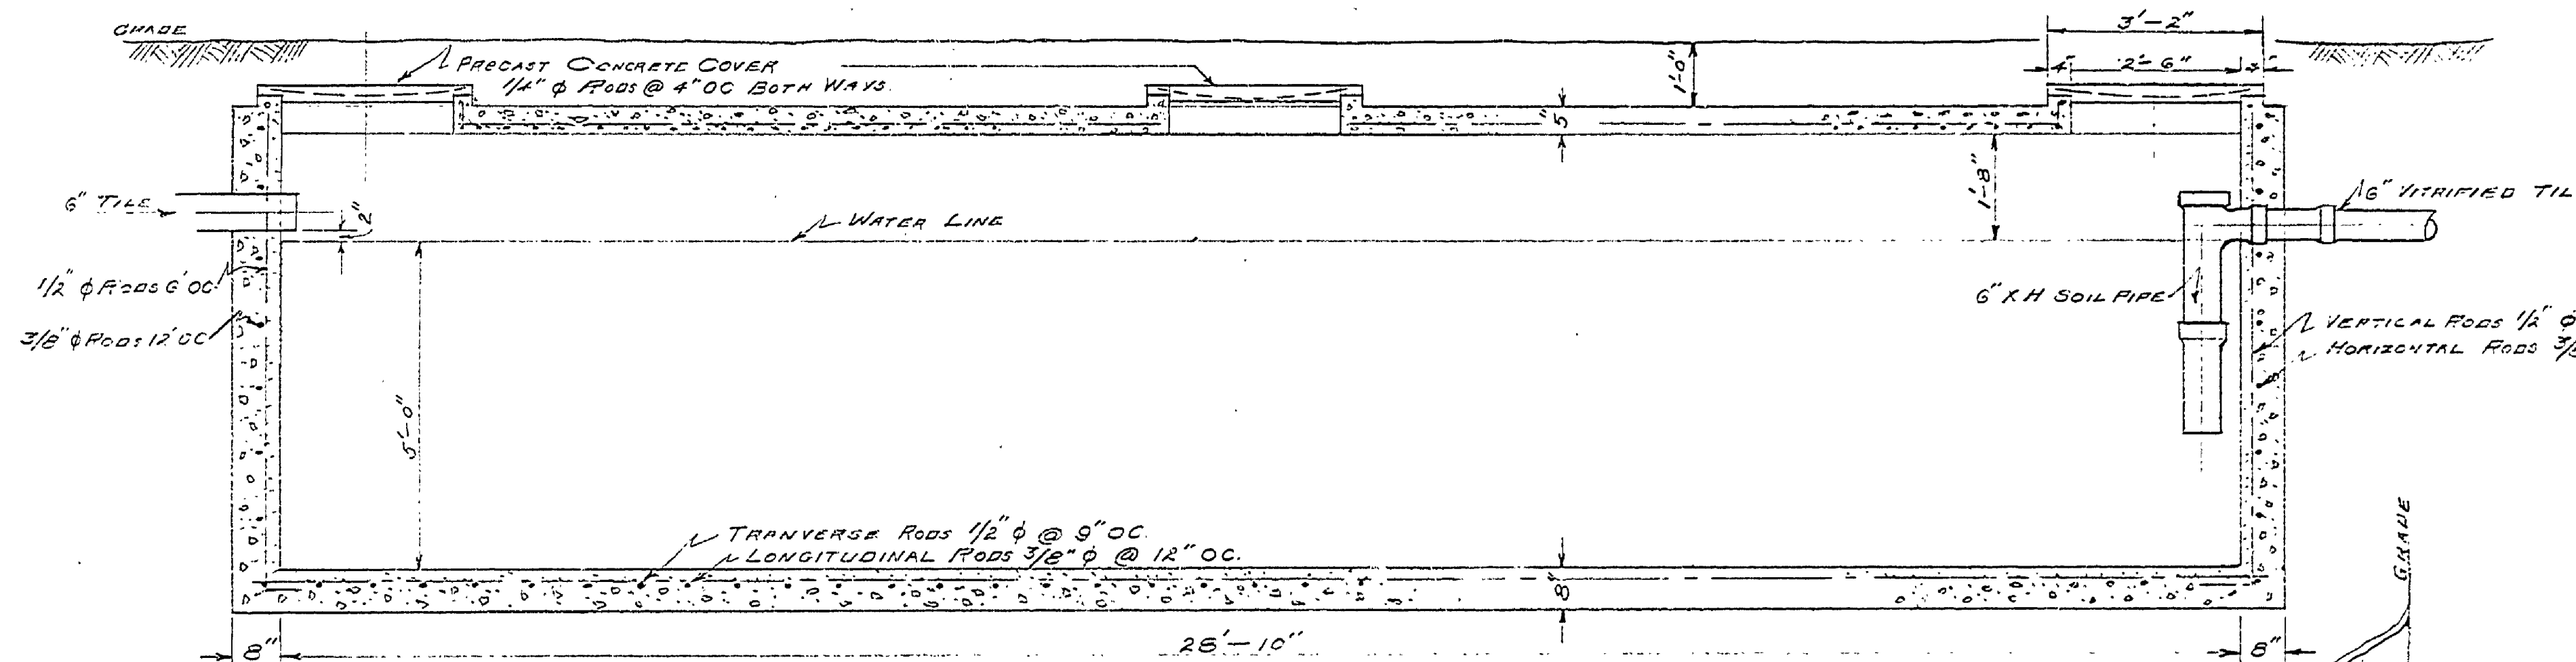 GRADE
PRECAST CONCRETE COVER
1/4" φ RODS @ 4" OC BOTH WAYS.
1'-0"
3'-2"
4"
2'-6"
5"
1'-8"
6" TILE
2"
WATER LINE
6" VITRIFIED TIL
1/2" φ RODS 6" OC
3/8" φ RODS 12" OC
6" X H SOIL PIPE
VERTICAL RODS 1/2" φ
HORIZONTAL RODS 3/8
5'-0"
TRANVERSE RODS 1/2" φ @ 9" OC.
LONGITUDINAL RODS 3/8" φ @ 12" OC.
8"
GRADE
8"
28'-10"
8"